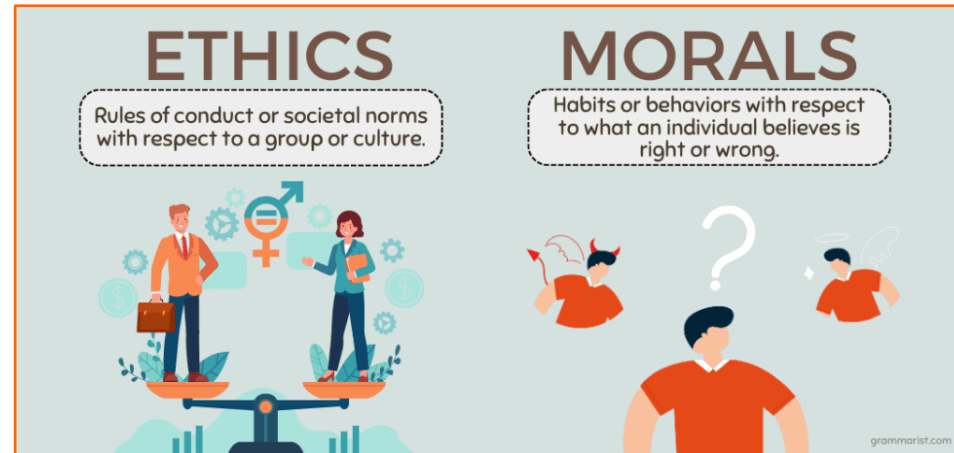 ETHICS
Rules of conduct or societal norms
with respect to a group or culture.
MORALS
Habits or behaviors with respect
to what an individual believes is
right or wrong.
$
$
?
grammarist.com